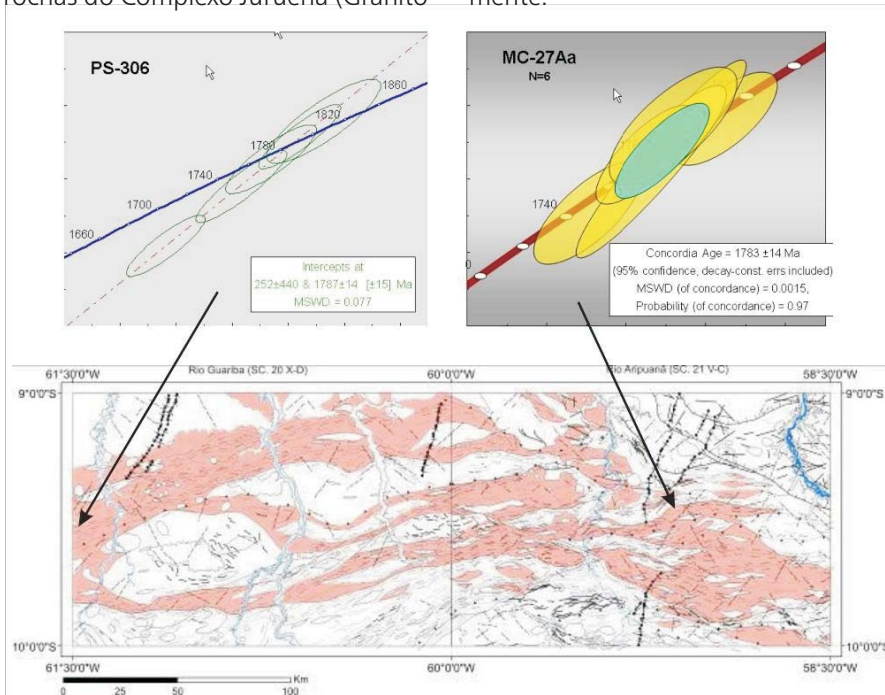 rochas do Complexo Juruena (Granito mente.
PS-306
1860
1820
1780
1740
1700
1660
Intercepts at
252±440 & 1787±14 [±15] Ma
MSWD = 0.077
MC-27Aa
N=6
1740
0
Concordia Age = 1783 ±14 Ma
(95% confidence, decay-const. errs included)
MSWD (of concordance) = 0.0015,
Probability (of concordance) = 0.97
61°30'0"W Rio Guariba (SC. 20 X-D) 60°0'0"W Rio Aripuanã (SC. 21 V-C) 58°30'0"W
9°0'0"S 9°0'0"S
10°0'0"S 10°0'0"S
61°30'0"W 60°0'0"W 58°30'0"W
Km
0 25 50 100